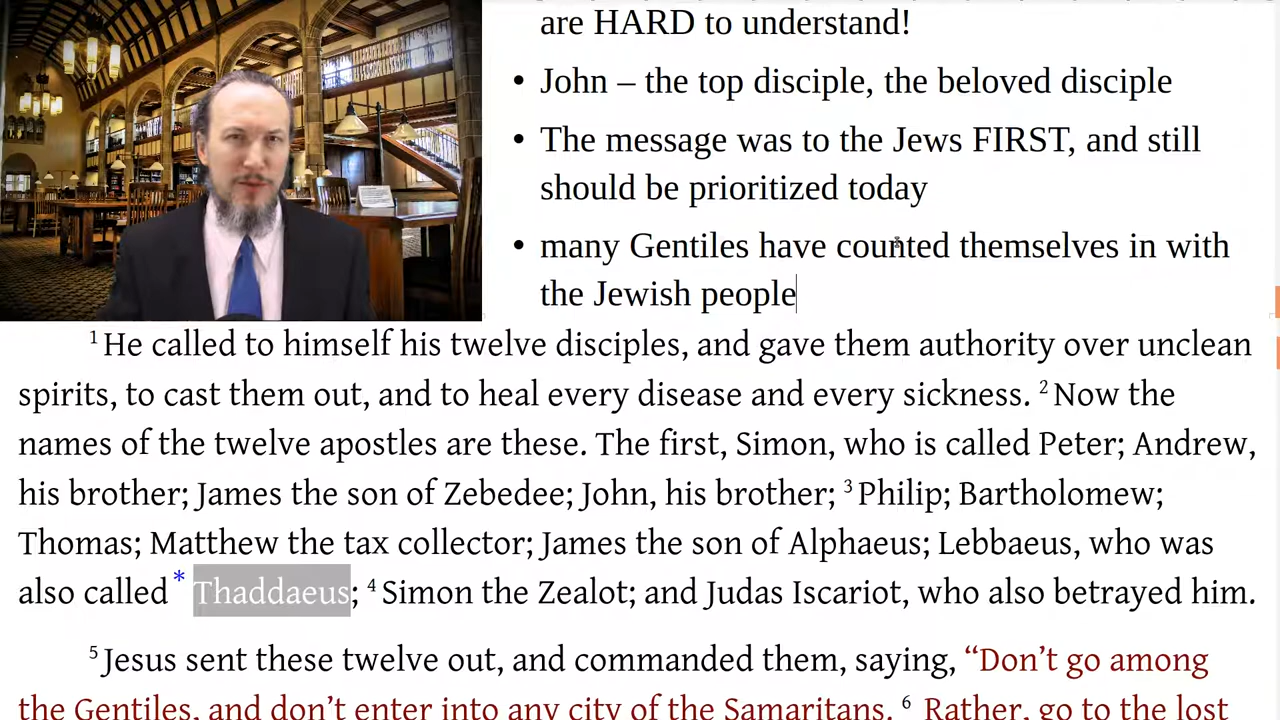 are HARD to understand!
• John – the top disciple, the beloved disciple
• The message was to the Jews FIRST, and still
should be prioritized today
• many Gentiles have counted themselves in with
the Jewish people
1 He called to himself his twelve disciples, and gave them authority over unclean
spirits, to cast them out, and to heal every disease and every sickness. 2 Now the
names of the twelve apostles are these. The first, Simon, who is called Peter; Andrew,
his brother; James the son of Zebedee; John, his brother; 3 Philip; Bartholomew;
Thomas; Matthew the tax collector; James the son of Alphaeus; Lebbaeus, who was
also called * Thaddaeus; 4 Simon the Zealot; and Judas Iscariot, who also betrayed him.
5 Jesus sent these twelve out, and commanded them, saying, “Don’t go among
the Gentiles, and don’t enter into any city of the Samaritans. 6 Rather, go to the lost